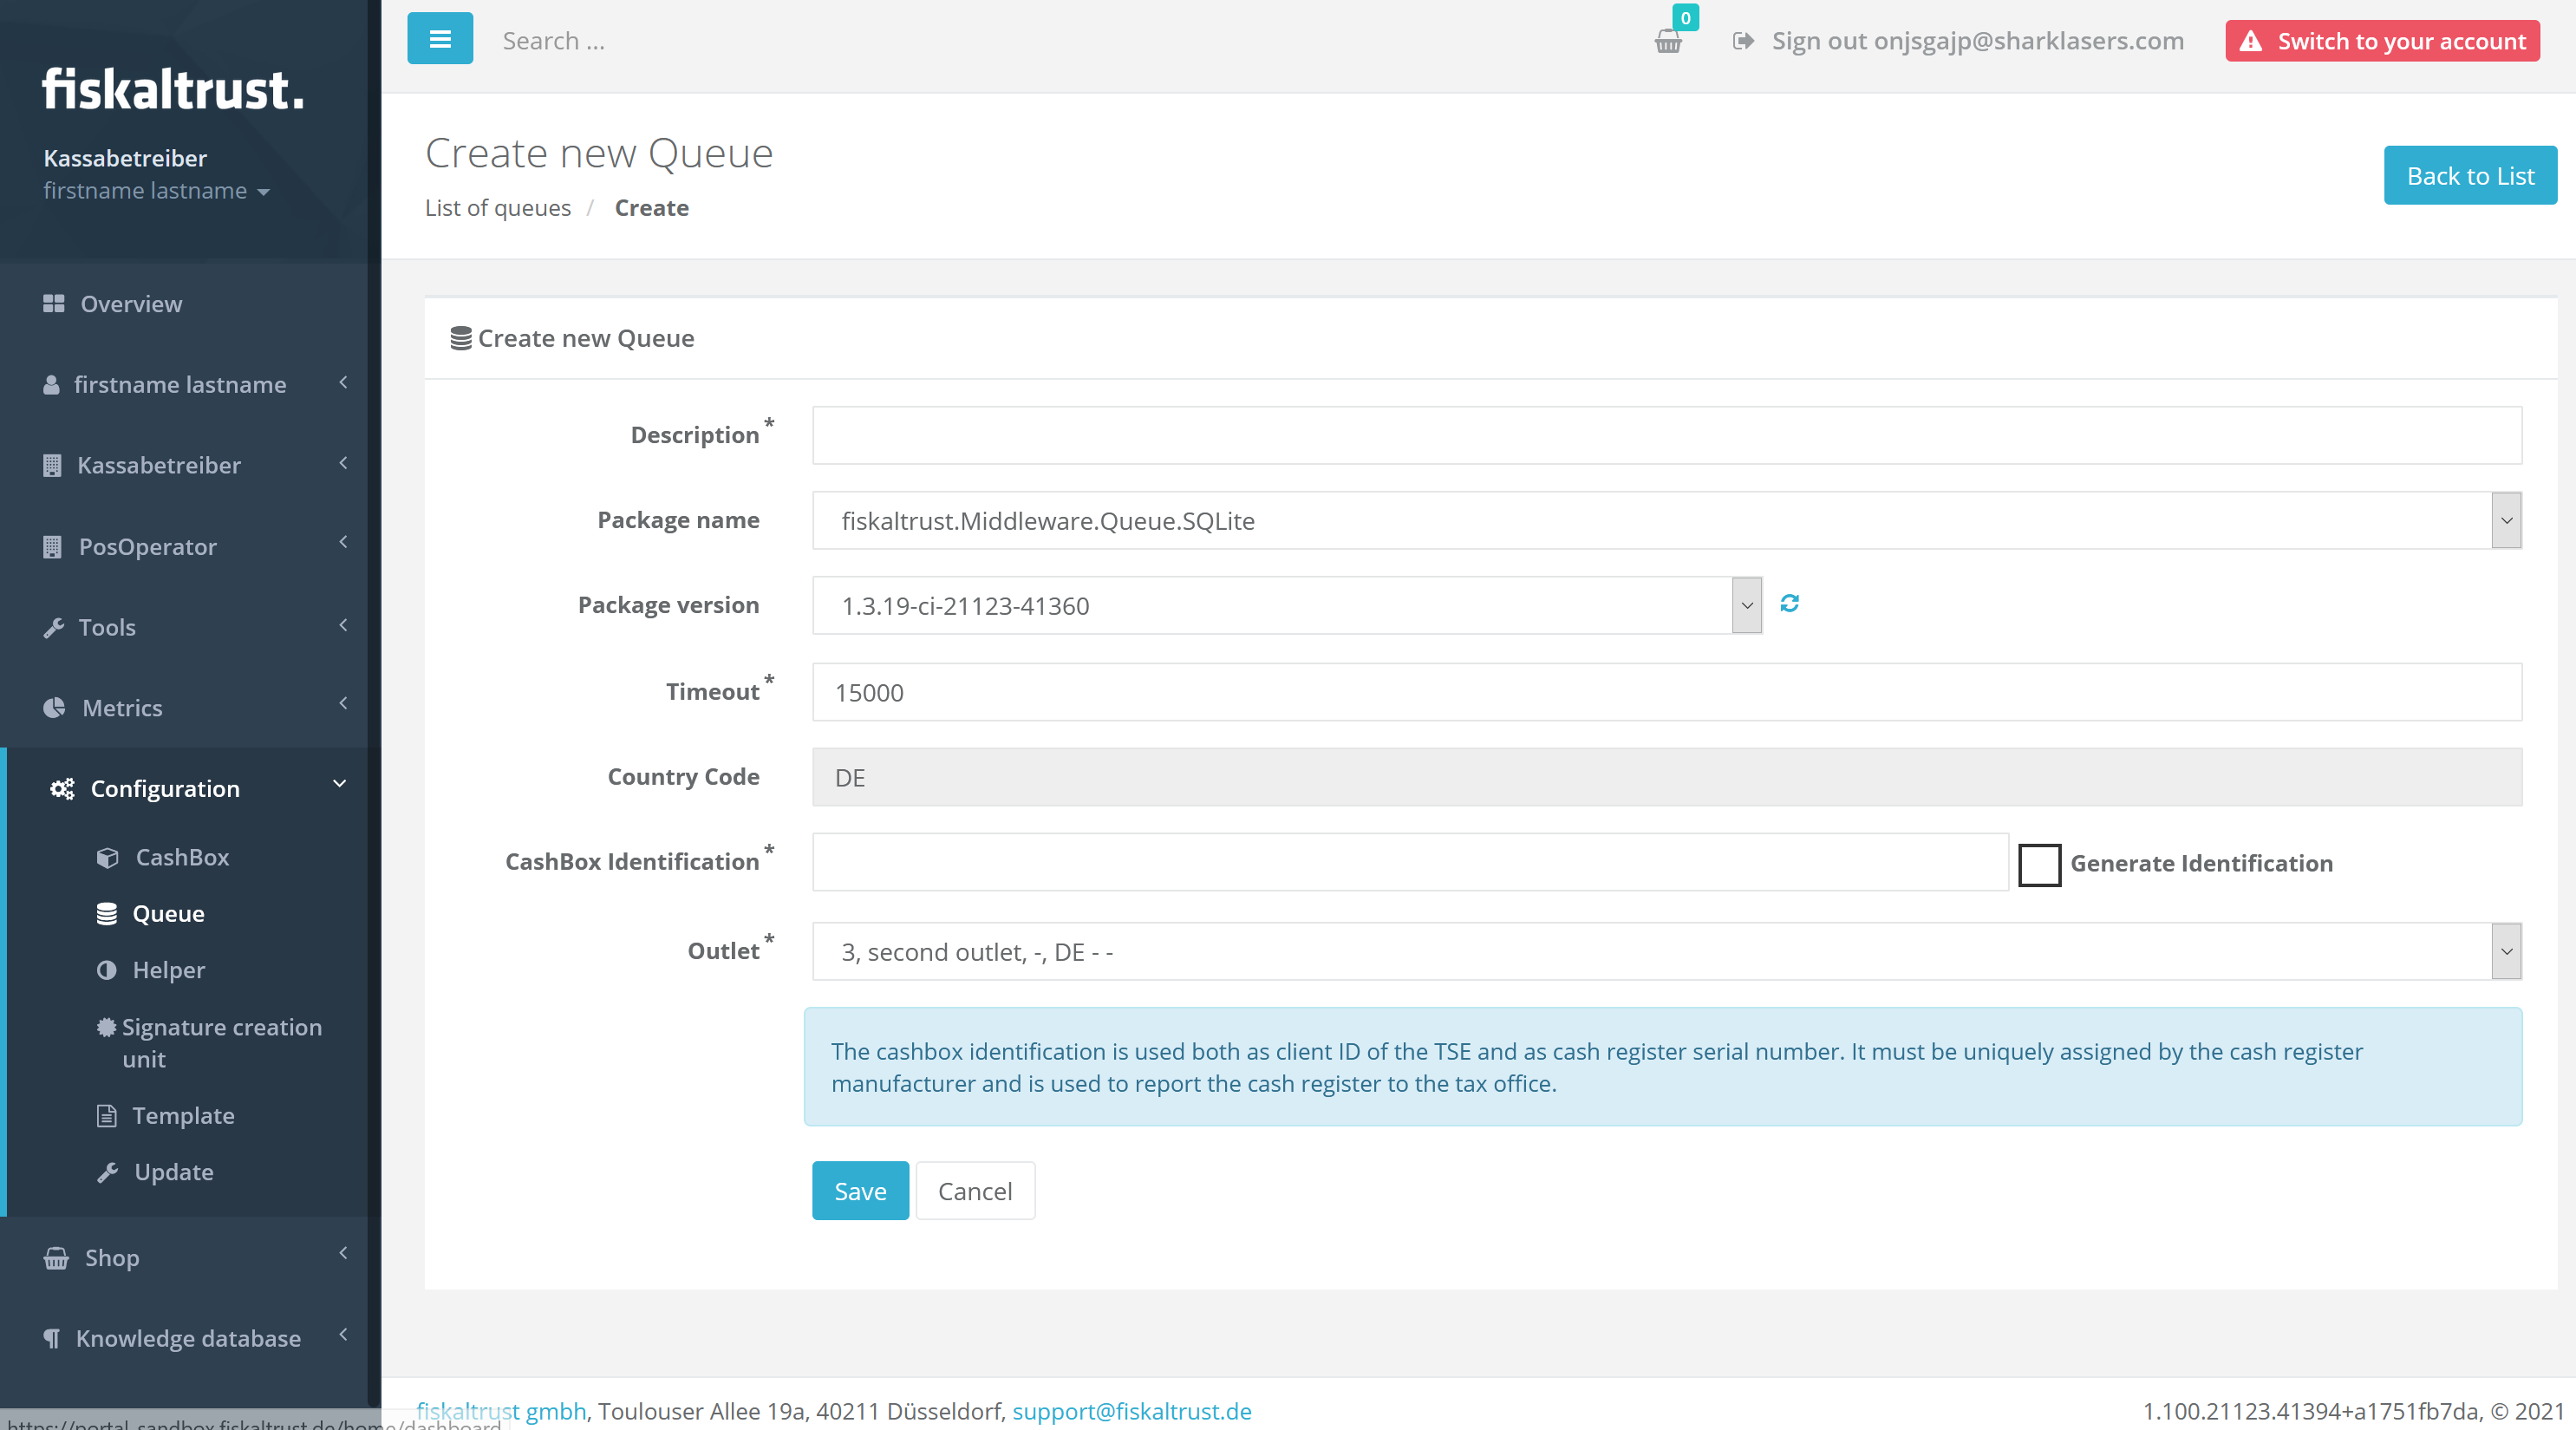 fiskaltrust.
Kassabetreiber
firstname lastname
Overview
firstname lastname
Kassabetreiber
PosOperator
Tools
Metrics
Configuration
CashBox
Queue
Helper
Signature creation
unit
Template
Update
Shop
Knowledge database
https://portal-sandbox.fiskaltrust.de/home/dashboard
Search ...
0
Sign out onjsgajp@sharklasers.com
Switch to your account
Create new Queue
List of queues / Create
Back to List
Create new Queue
Description *
Package name fiskaltrust.Middleware.Queue.SQLite
Package version 1.3.19-ci-21123-41360
Timeout * 15000
Country Code DE
CashBox Identification * Generate Identification
Outlet * 3, second outlet, -, DE - -
The cashbox identification is used both as client ID of the TSE and as cash register serial number. It must be uniquely assigned by the cash register
manufacturer and is used to report the cash register to the tax office.
Save Cancel
fiskaltrust gmbh, Toulouser Allee 19a, 40211 Düsseldorf, support@fiskaltrust.de
1.100.21123.41394+a1751fb7da, © 2021